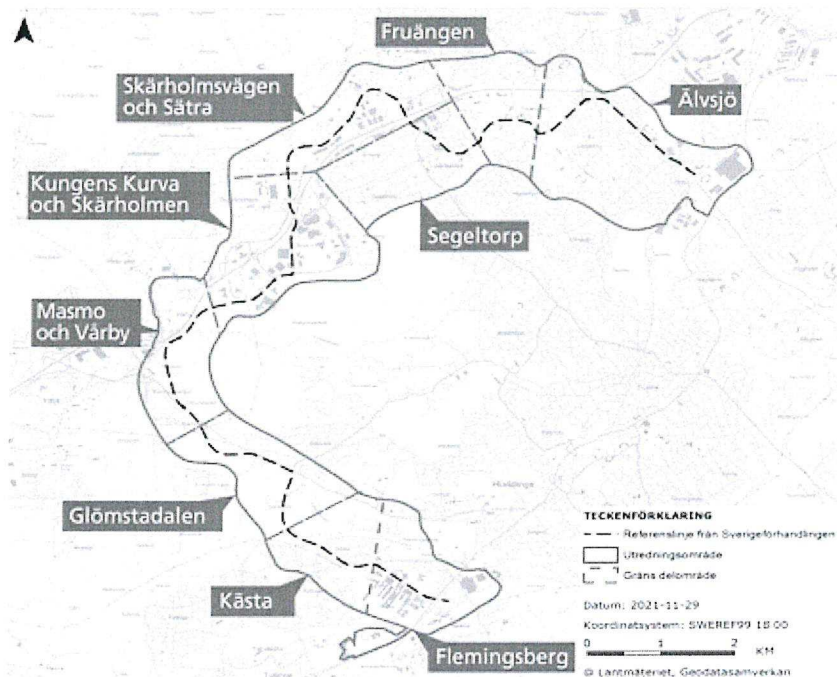 Fruängen
Skärholmsvägen
och Sätra
Älvsjö
Kungens Kurva
och Skärholmen
Segeltorp
Masmo
och Vårby
Glömstadalen
Kästa
Flemingsberg
TECKENFÖRKLARING
Referenslinje från Sverigeförhandlingen
Utredningsområde
Gräns delområde
Datum: 2021-11-29
Koordinatsystem: SWEREF99 18 00
0 1 2
KM
© Lantmäteriet, Geodatasamverkan